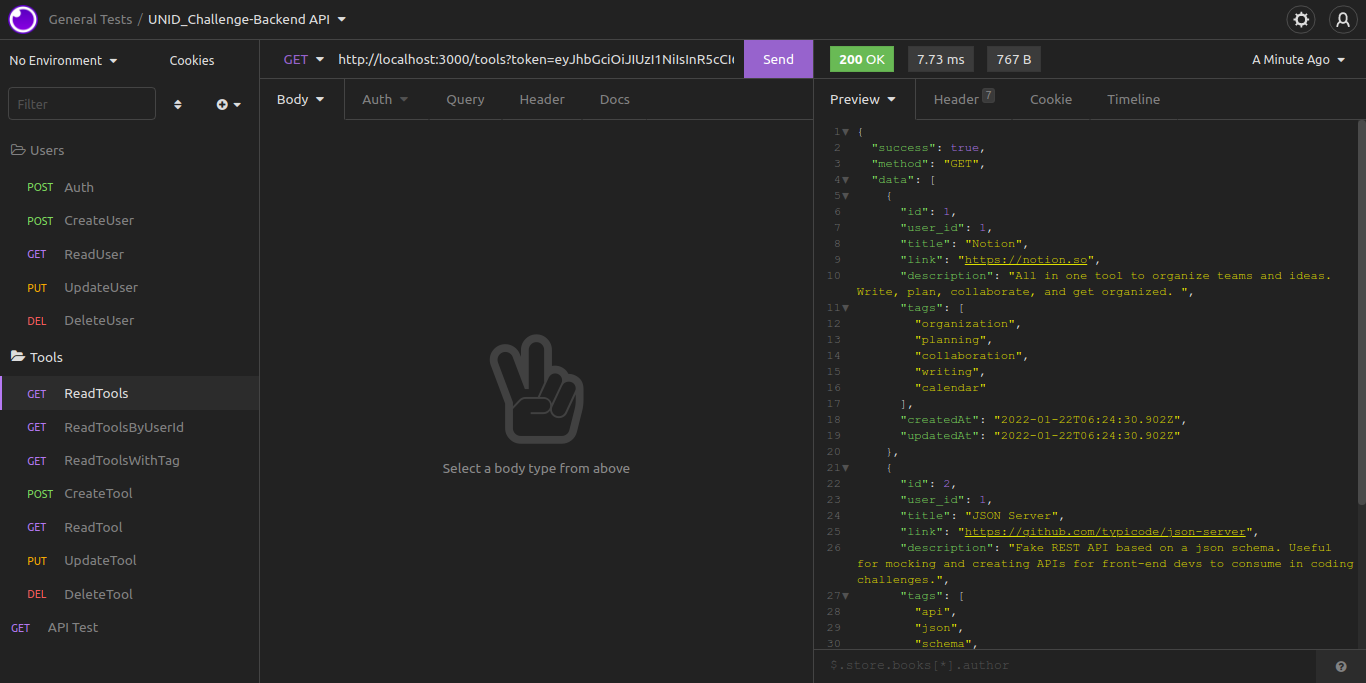 General Tests / UNID_Challenge-Backend API
No Environment
Cookies
Filter
Users
POST Auth
POST CreateUser
GET ReadUser
PUT UpdateUser
DEL DeleteUser
Tools
GET ReadTools
GET ReadToolsByUserId
GET ReadToolsWithTag
POST CreateTool
GET ReadTool
PUT UpdateTool
DEL DeleteTool
GET API Test
GET http://localhost:3000/tools?token=eyJhbGciOiJIUzI1NiIsInR5cCI
Send
Body Auth Query Header Docs
Select a body type from above
200 OK 7.73 ms 767 B A Minute Ago
Preview Header 7 Cookie Timeline
1 {
2 "success": true,
3 "method": "GET",
4 "data": [
5 {
6 "id": 1,
7 "user_id": 1,
8 "title": "Notion",
9 "link": "https://notion.so",
10 "description": "All in one tool to organize teams and ideas.
Write, plan, collaborate, and get organized. ",
11 "tags": [
12 "organization",
13 "planning",
14 "collaboration",
15 "writing",
16 "calendar"
17 ],
18 "createdAt": "2022-01-22T06:24:30.902Z",
19 "updatedAt": "2022-01-22T06:24:30.902Z"
20 },
21 {
22 "id": 2,
23 "user_id": 1,
24 "title": "JSON Server",
25 "link": "https://github.com/typicode/json-server",
26 "description": "Fake REST API based on a json schema. Useful
for mocking and creating APIs for front-end devs to consume in coding
challenges.",
27 "tags": [
28 "api",
29 "json",
30 "schema",
$.store.books[*].author